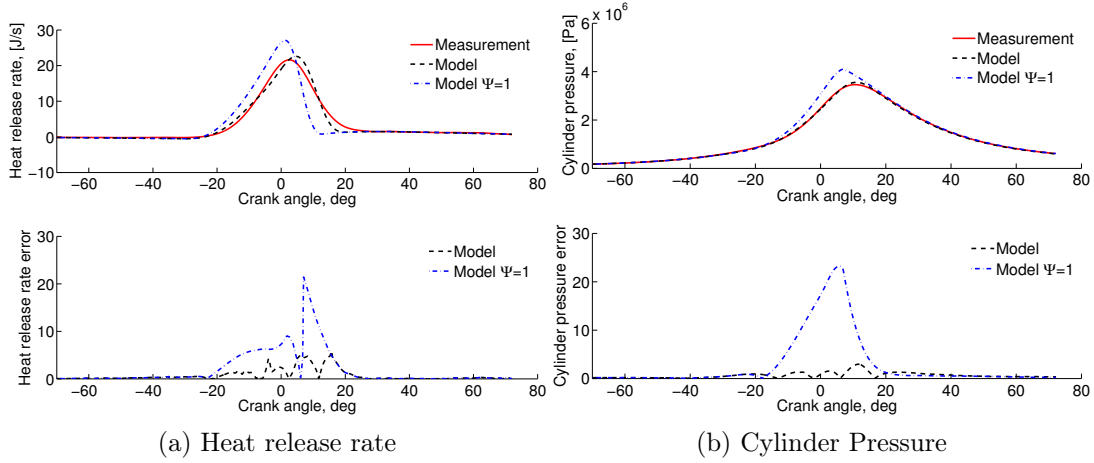 Heat release rate, [J/s]
30
20
10
0
−10
−60 −40 −20 0 20 40 60 80
Crank angle, deg
Measurement
Model
Model Ψ=1
Cylinder pressure, [Pa]
6 x 10^6
4
2
0
−60 −40 −20 0 20 40 60 80
Crank angle, deg
Measurement
Model
Model Ψ=1
Heat release rate error
30
20
10
0
−60 −40 −20 0 20 40 60 80
Crank angle, deg
Model
Model Ψ=1
Cylinder pressure error
30
20
10
0
−60 −40 −20 0 20 40 60 80
Crank angle, deg
Model
Model Ψ=1
(a) Heat release rate
(b) Cylinder Pressure